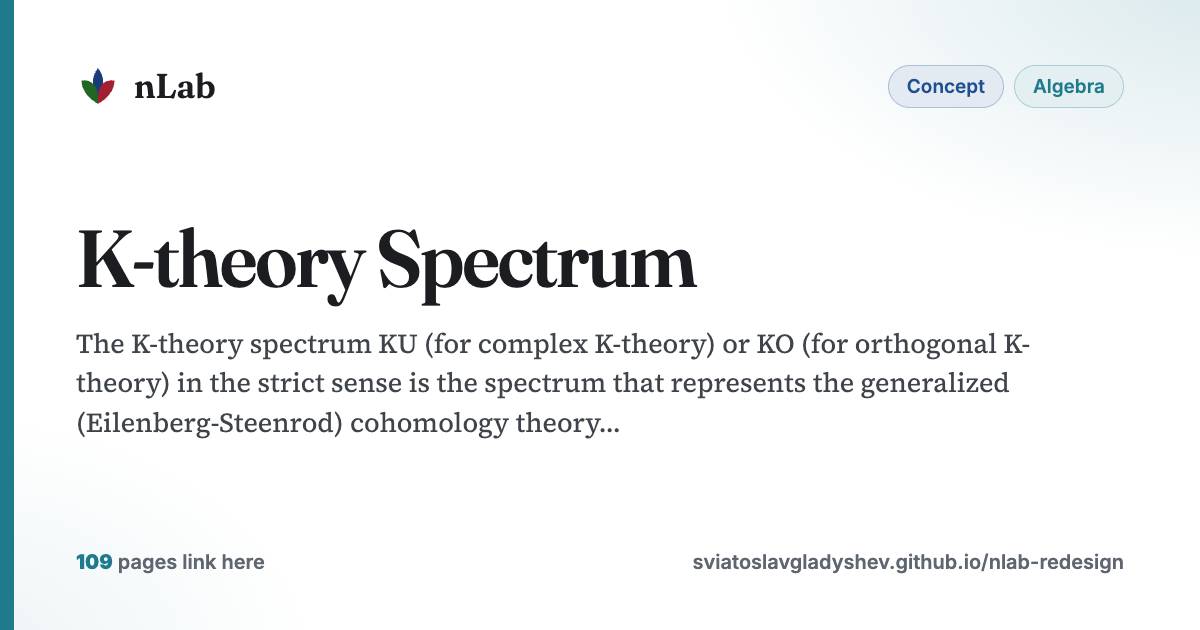 nLab
Concept
Algebra
K-theory Spectrum
The K-theory spectrum KU (for complex K-theory) or KO (for orthogonal K-
theory) in the strict sense is the spectrum that represents the generalized
(Eilenberg-Steenrod) cohomology theory...
109 pages link here
sviatoslavgladyshev.github.io/nlab-redesign